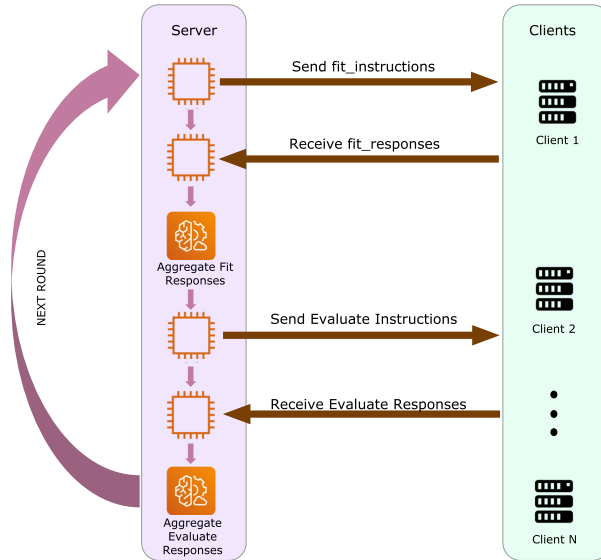 Server
Clients
Send fit_instructions
Client 1
Receive fit_responses
Aggregate Fit
Responses
NEXT ROUND
Send Evaluate Instructions
Client 2
Receive Evaluate Responses
Aggregate
Evaluate
Responses
Client N